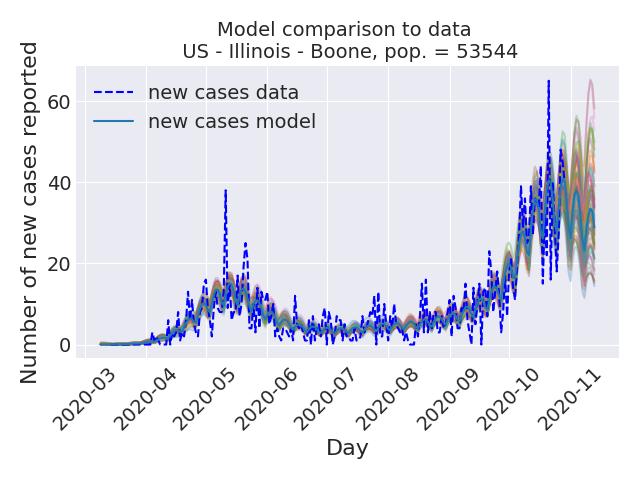 Model comparison to data
US - Illinois - Boone, pop. = 53544
Number of new cases reported
60
40
20
0
new cases data
new cases model
2020-03
2020-04
2020-05
2020-06
2020-07
2020-08
2020-09
2020-10
2020-11
Day